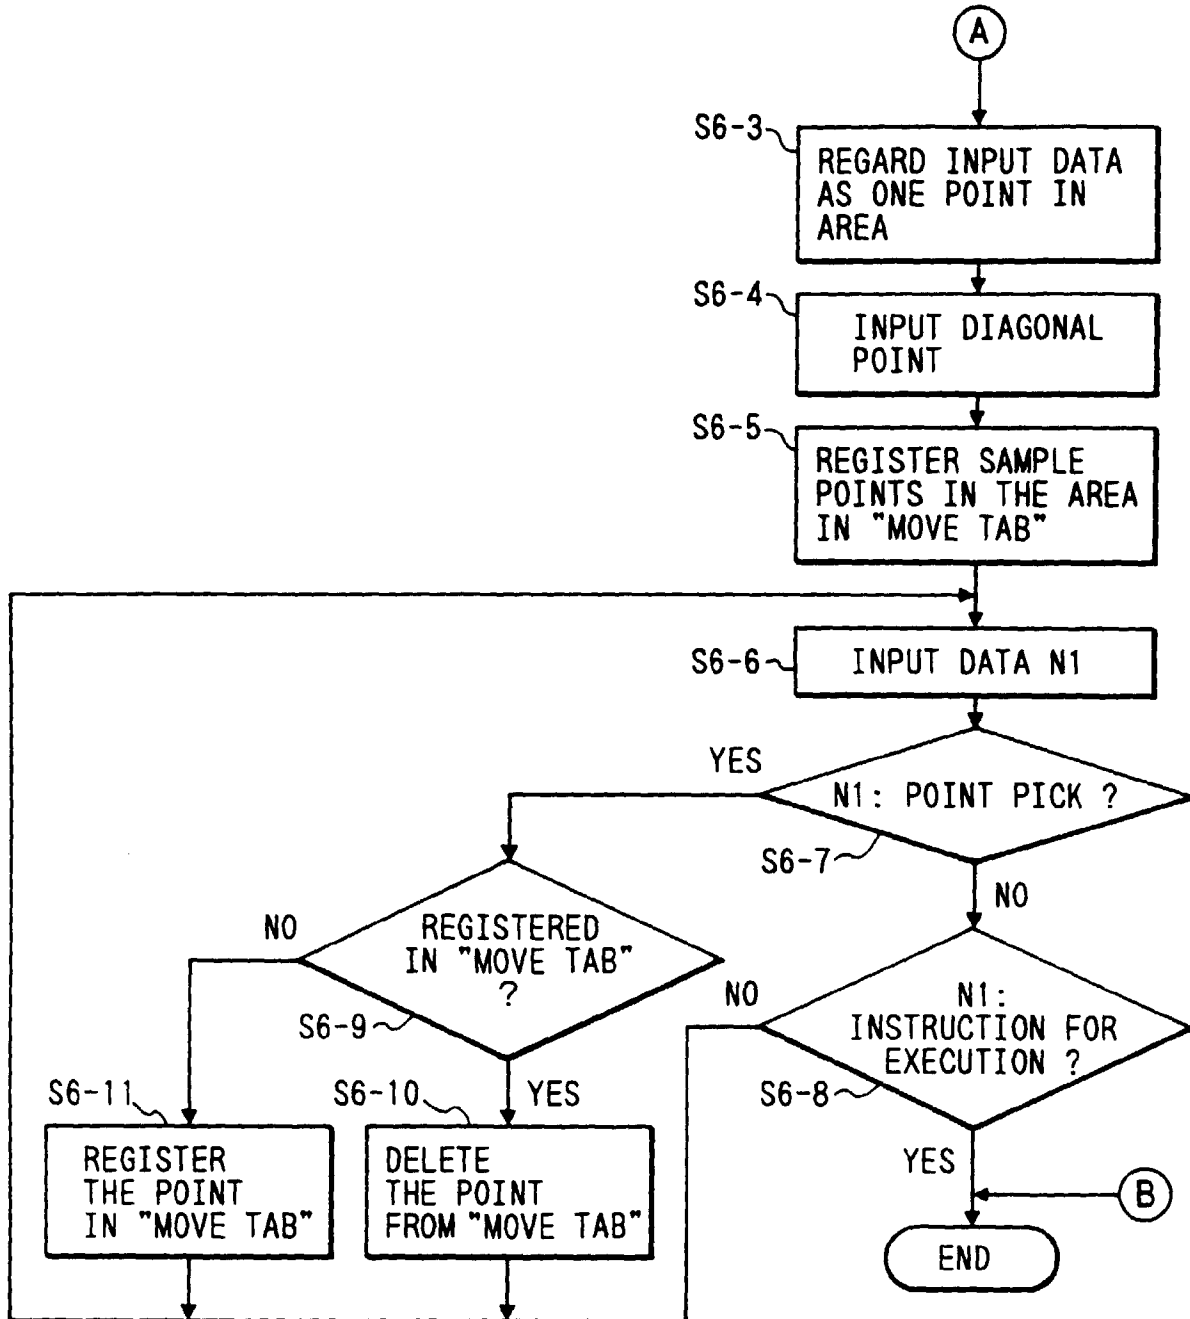 A
S6-3
REGARD INPUT DATA
AS ONE POINT IN
AREA
S6-4
INPUT DIAGONAL
POINT
S6-5
REGISTER SAMPLE
POINTS IN THE AREA
IN "MOVE TAB"
S6-6
INPUT DATA N1
YES
N1: POINT PICK ?
S6-7
NO
NO
REGISTERED
IN "MOVE TAB"
?
S6-9
NO
N1:
INSTRUCTION FOR
EXECUTION ?
S6-8
S6-11
REGISTER
THE POINT
IN "MOVE TAB"
S6-10
YES
DELETE
THE POINT
FROM "MOVE TAB"
YES
B
END